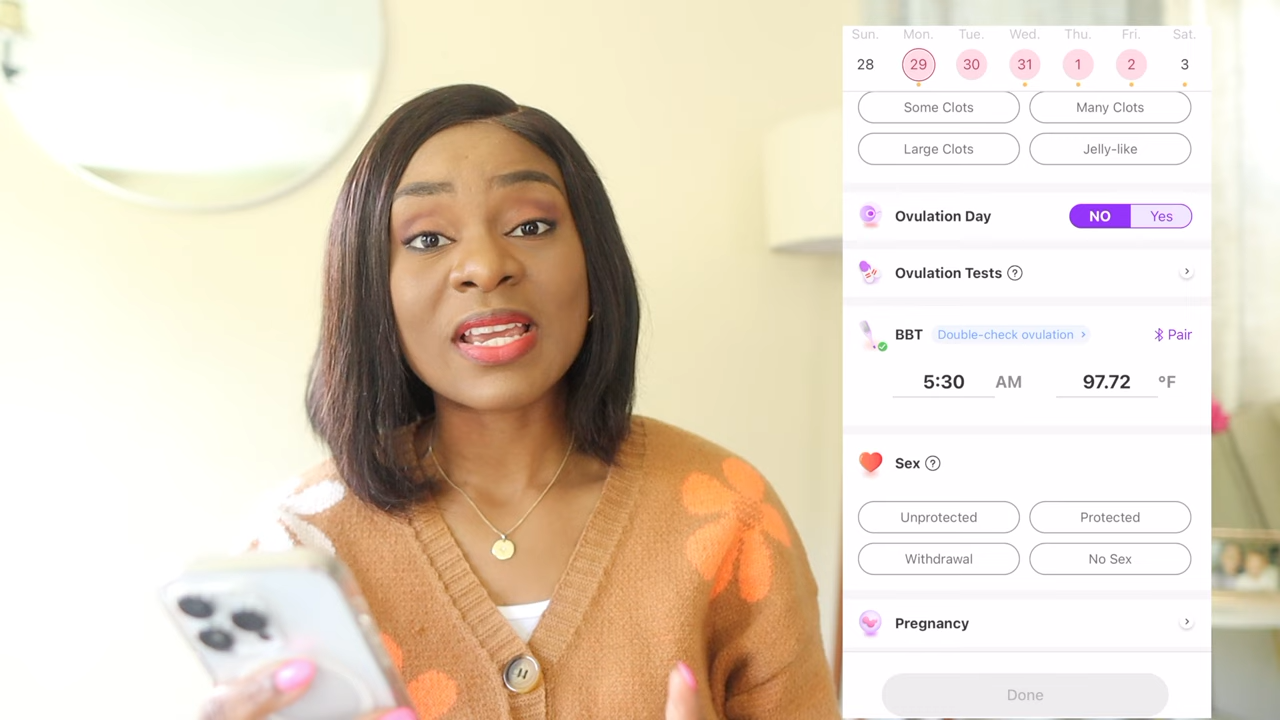 Sun. Mon. Tue. Wed. Thu. Fri. Sat.
28 29 30 31 1 2 3
Some Clots Many Clots
Large Clots Jelly-like
Ovulation Day NO Yes
Ovulation Tests ? >
BBT Double-check ovulation > Pair
5:30 AM 97.72 °F
Sex ?
Unprotected Protected
Withdrawal No Sex
Pregnancy >
Done